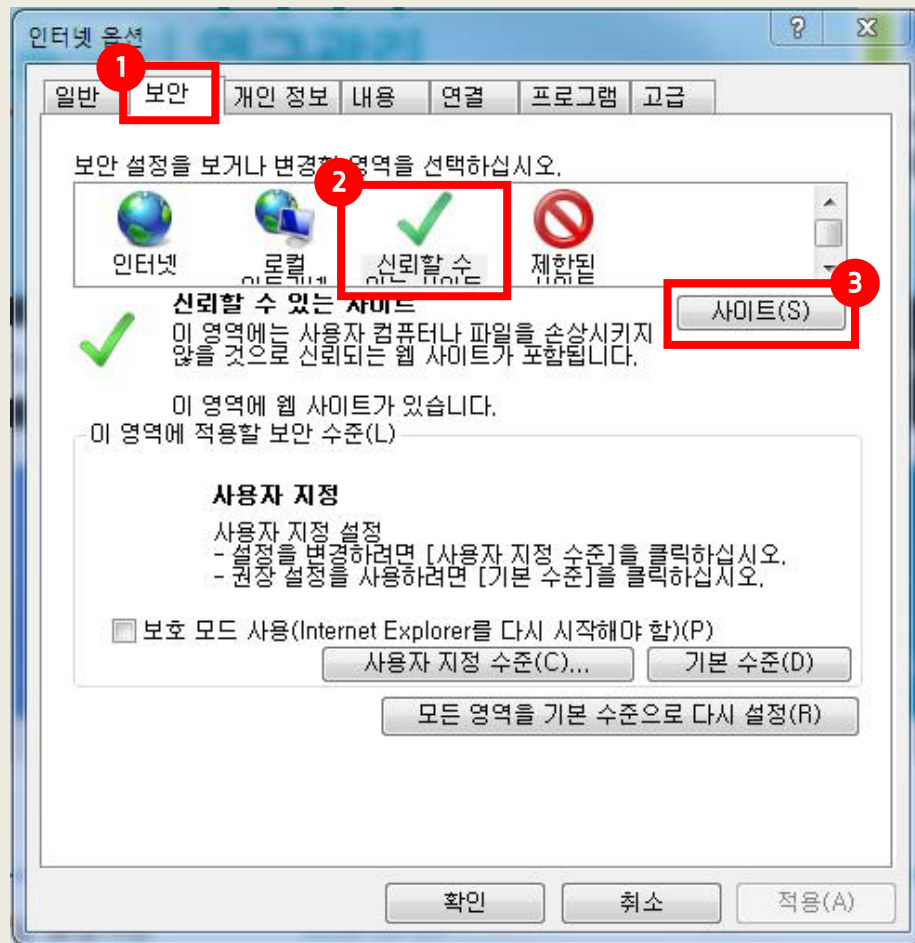 인터넷 옵션
1
일반 보안 개인 정보 내용 연결 프로그램 고급
보안 설정을 보거나 변경할 영역을 선택하십시오.
2
인터넷 로컬 신뢰할 수 제한된
3
신뢰할 수 있는 사이트 사이트(S)
이 영역에는 사용자 컴퓨터나 파일을 손상시키지
않을 것으로 신뢰되는 웹 사이트가 포함됩니다.
이 영역에 웹 사이트가 있습니다.
이 영역에 적용할 보안 수준(L)
사용자 지정
사용자 지정 설정
- 설정을 변경하려면 [사용자 지정 수준]을 클릭하십시오.
- 권장 설정을 사용하려면 [기본 수준]을 클릭하십시오.
보호 모드 사용(Internet Explorer를 다시 시작해야 함)(P)
사용자 지정 수준(C)... 기본 수준(D)
모든 영역을 기본 수준으로 다시 설정(R)
확인 취소 적용(A)